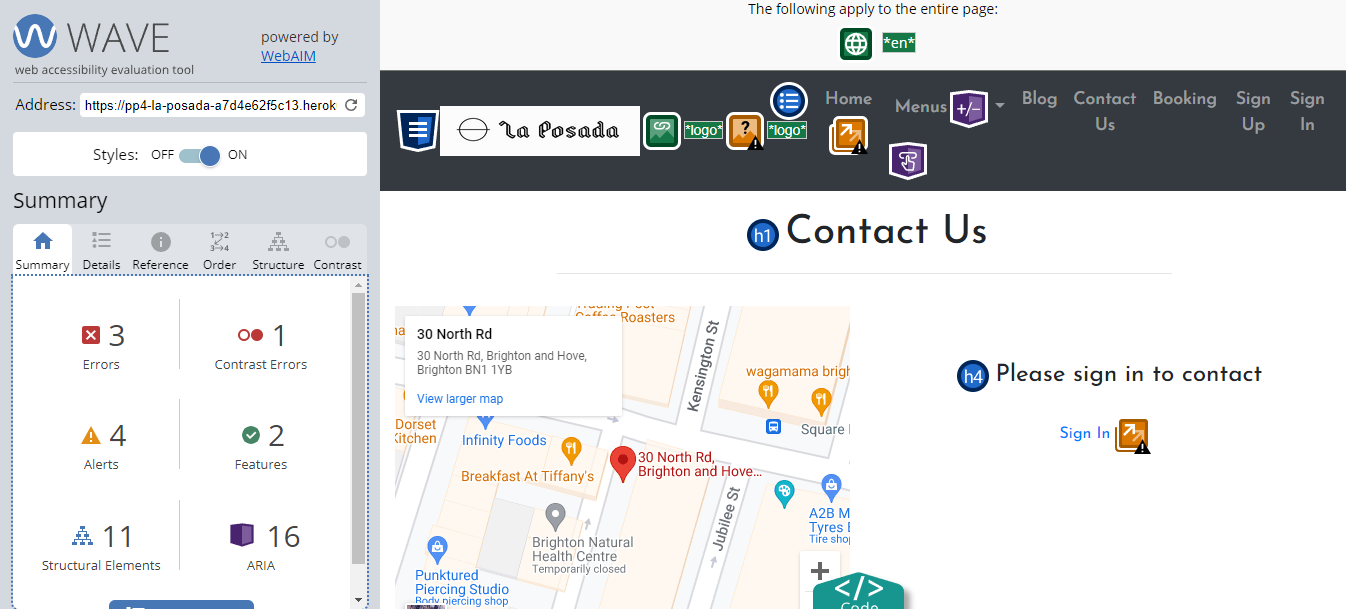 WAVE
powered by
WebAIM
web accessibility evaluation tool
Address: https://pp4-la-posada-a7d4e62f5c13.herok
Styles: OFF ON
Summary
Summary Details Reference Order Structure Contrast
3
Errors
1
Contrast Errors
4
Alerts
2
Features
11
Structural Elements
16
ARIA
The following apply to the entire page:
*en*
La Posada
*logo*
?
*logo*
Home
Menus
+/-
Blog
Contact
Us
Booking
Sign
Up
Sign
In
h1 Contact Us
30 North Rd
30 North Rd, Brighton and Hove,
Brighton BN1 1YB
View larger map
Coffee Roasters
Kensington St
wagamama brigh
Dorset
Kitchen
Infinity Foods
Square
Breakfast At Tiffany's
30 North Rd,
Brighton and Hove...
Jubilee St
A2B M
Tyres
Tire shop
Brighton Natural
Health Centre
Temporarily closed
Punktured
Piercing Studio
Body piercing shop
+
</>
Code
h4 Please sign in to contact
Sign In